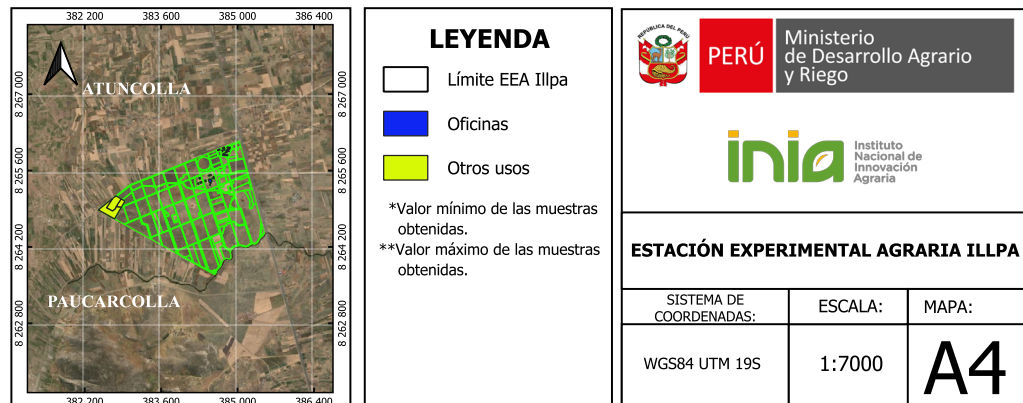 382 200 383 600 385 000 386 400
8 267 000
8 265 600
8 264 200
8 262 800
ATUNCOLLA
PAUCARCOLLA
8 267 000
8 265 600
8 264 200
8 262 800
382 200 383 600 385 000 386 400
LEYENDA
Límite EEA Illpa
Oficinas
Otros usos
*Valor mínimo de las muestras
obtenidas.
**Valor máximo de las muestras
obtenidas.
REPÚBLICA DEL PERÚ
PERÚ
Ministerio
de Desarrollo Agrario
y Riego
inia
Instituto
Nacional de
Innovación
Agraria
ESTACIÓN EXPERIMENTAL AGRARIA ILLPA
SISTEMA DE
COORDENADAS:
ESCALA:
MAPA:
WGS84 UTM 19S
1:7000
A4